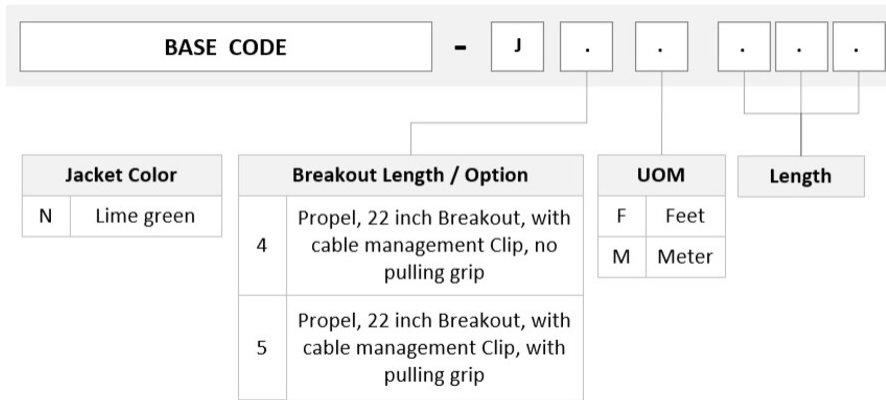 BASE CODE - J . . . . .
Jacket Color
N Lime green
Breakout Length / Option
4 Propel, 22 inch Breakout, with
cable management Clip, no
pulling grip
5 Propel, 22 inch Breakout, with
cable management Clip, with
pulling grip
UOM
F Feet
M Meter
Length